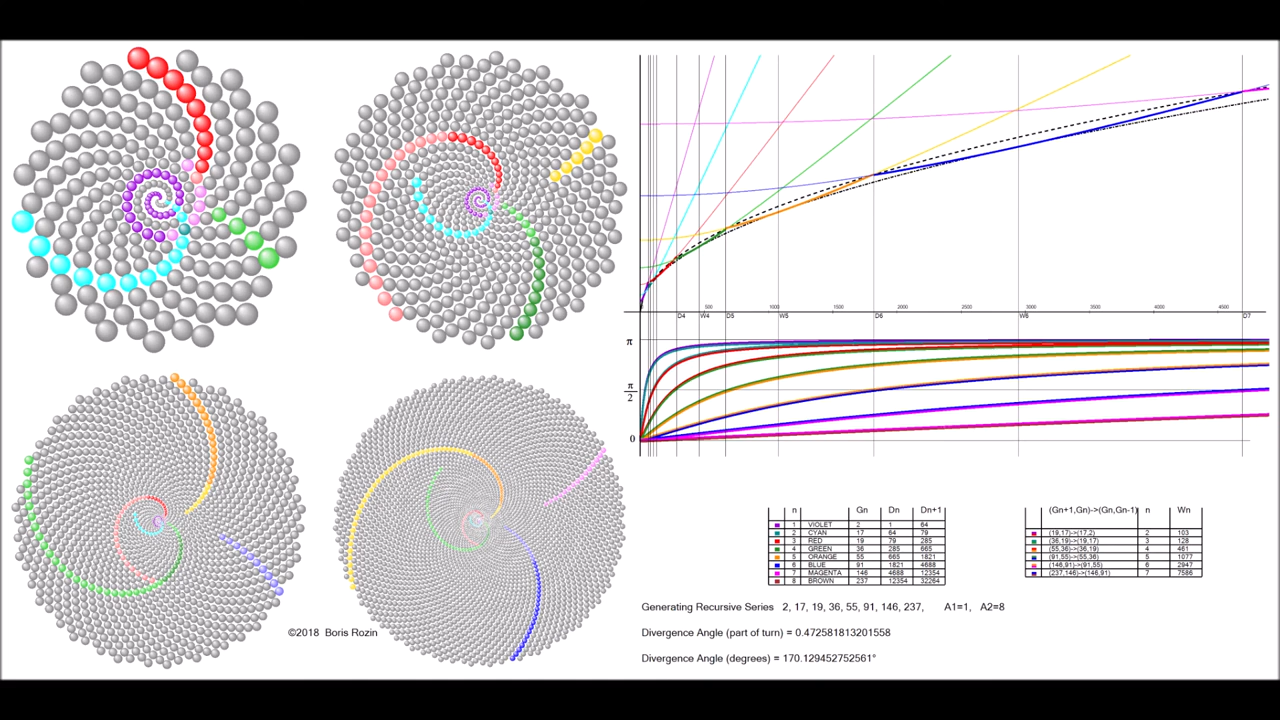 500 1000 1500 2000 2500 3000 3500 4000 4500
D4 W4 D5 W5 D6 W6 D7
π
π
2
0
n Gn Dn Dn+1
1 VIOLET 2 1 64
2 CYAN 17 64 79
3 RED 19 79 285
4 GREEN 36 285 665
5 ORANGE 55 665 1821
6 BLUE 91 1821 4688
7 MAGENTA 146 4688 12354
8 BROWN 237 12354 32264
(Gn+1,Gn)->(Gn,Gn-1) n Wn
(19,17)->(17,2) 2 103
(36,19)->(19,17) 3 128
(55,36)->(36,19) 4 461
(91,55)->(55,36) 5 1077
(146,91)->(91,55) 6 2947
(237,146)->(146,91) 7 7586
Generating Recursive Series 2, 17, 19, 36, 55, 91, 146, 237, A1=1, A2=8
©2018 Boris Rozin
Divergence Angle (part of turn) = 0.472581813201558
Divergence Angle (degrees) = 170.129452752561°